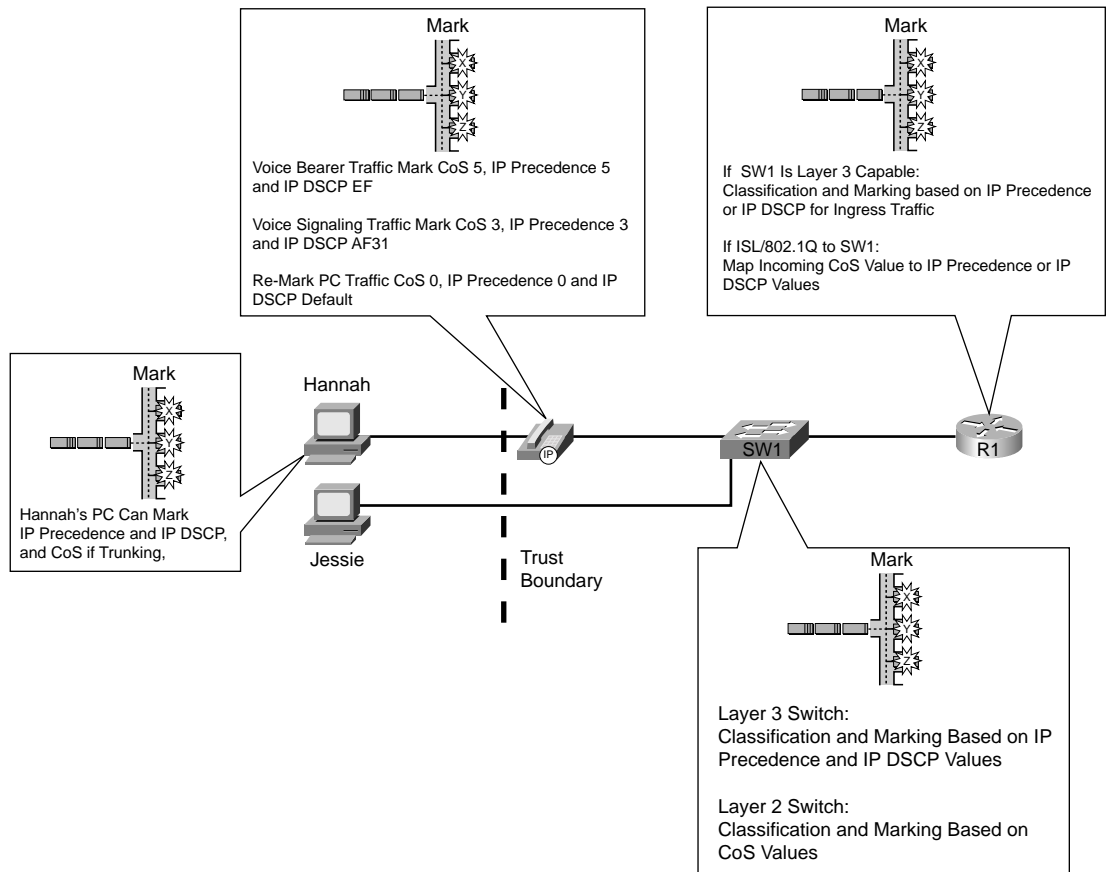 Mark
X
Y
Z
Voice Bearer Traffic Mark CoS 5, IP Precedence 5
and IP DSCP EF
Voice Signaling Traffic Mark CoS 3, IP Precedence 3
and IP DSCP AF31
Re-Mark PC Traffic CoS 0, IP Precedence 0 and IP
DSCP Default
Mark
X
Y
Z
If SW1 Is Layer 3 Capable:
Classification and Marking based on IP Precedence
or IP DSCP for Ingress Traffic
If ISL/802.1Q to SW1:
Map Incoming CoS Value to IP Precedence or IP
DSCP Values
Mark
X
Y
Z
Hannah's PC Can Mark
IP Precedence and IP DSCP,
and CoS if Trunking,
Hannah
IP
SW1
R1
Jessie
Trust
Boundary
Mark
X
Y
Z
Layer 3 Switch:
Classification and Marking Based on IP
Precedence and IP DSCP Values
Layer 2 Switch:
Classification and Marking Based on
CoS Values